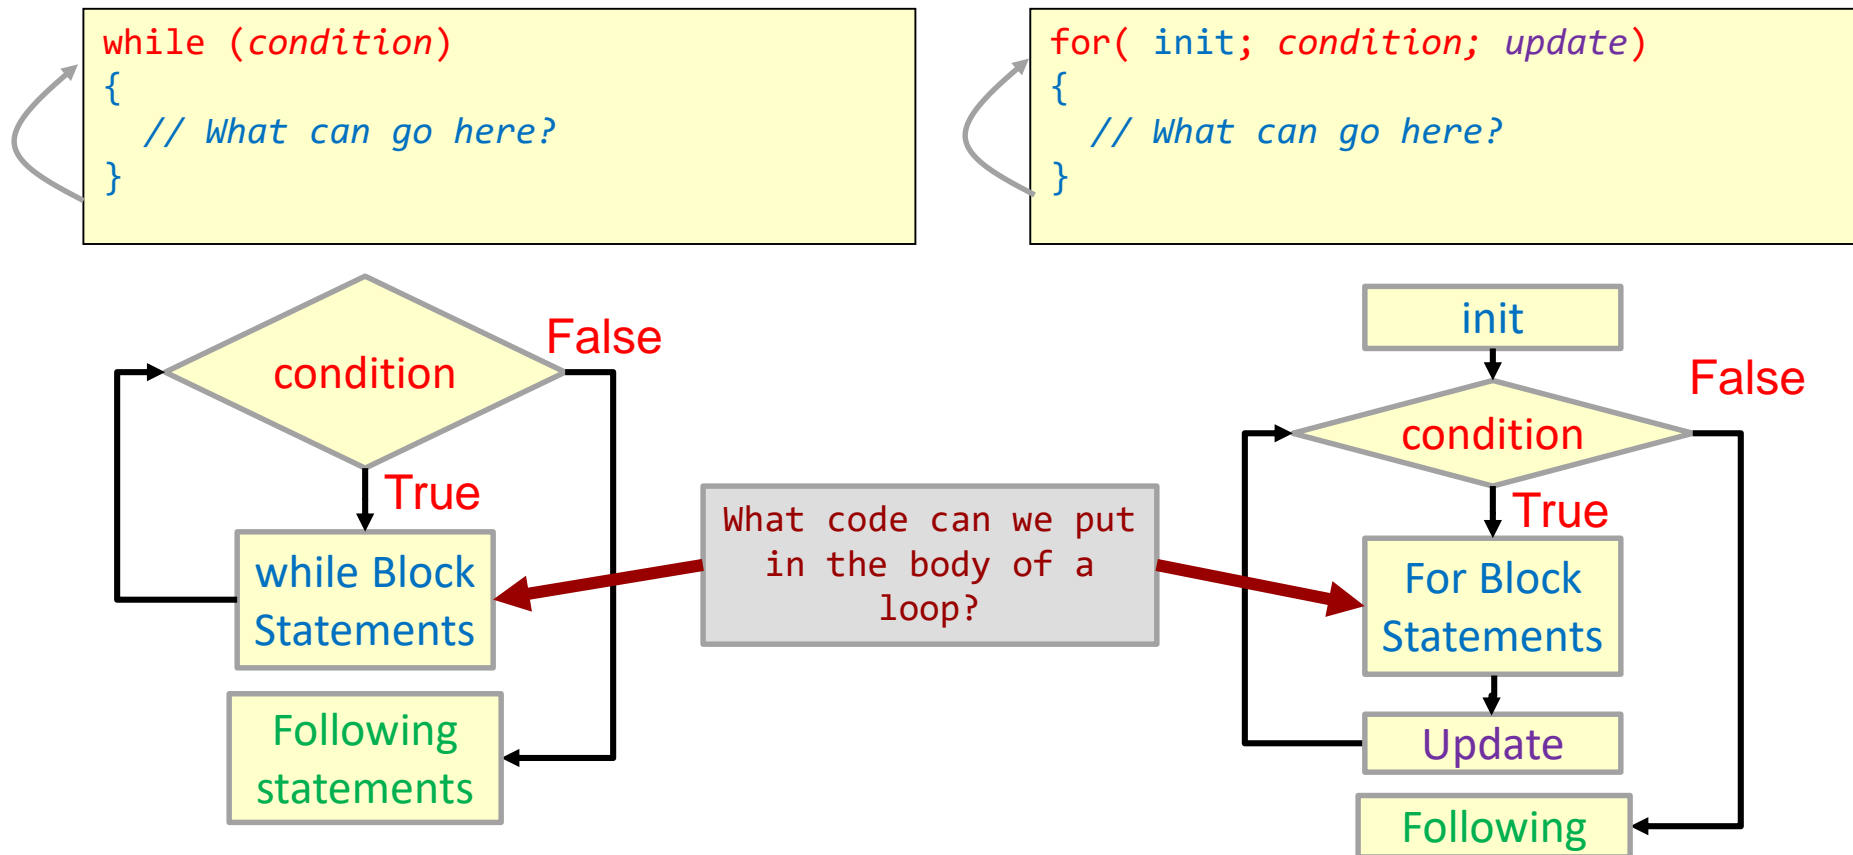 while (condition)
{
// What can go here?
}
for( init; condition; update)
{
// What can go here?
}
condition
False
True
while Block
Statements
Following
statements
What code can we put
in the body of a
loop?
init
condition
False
True
For Block
Statements
Update
Following